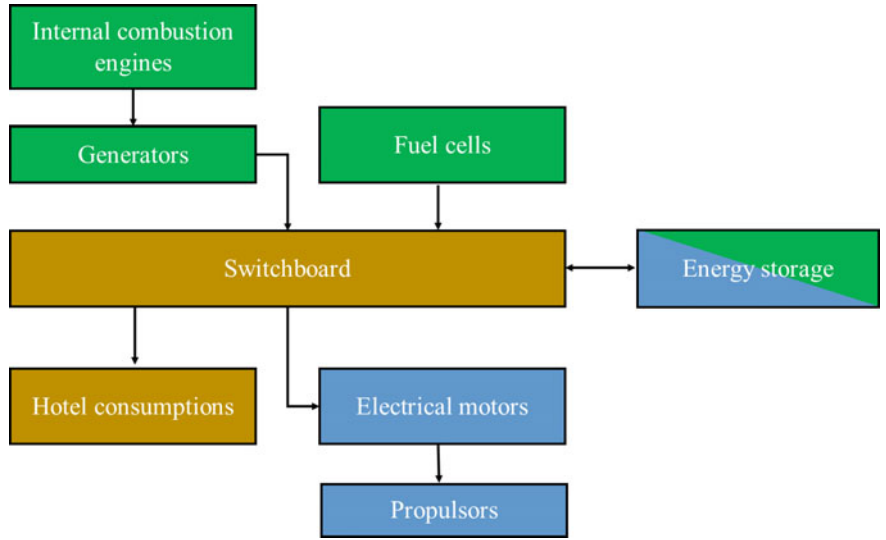 Internal combustion
engines
Generators
Fuel cells
Switchboard
Energy storage
Hotel consumptions
Electrical motors
Propulsors